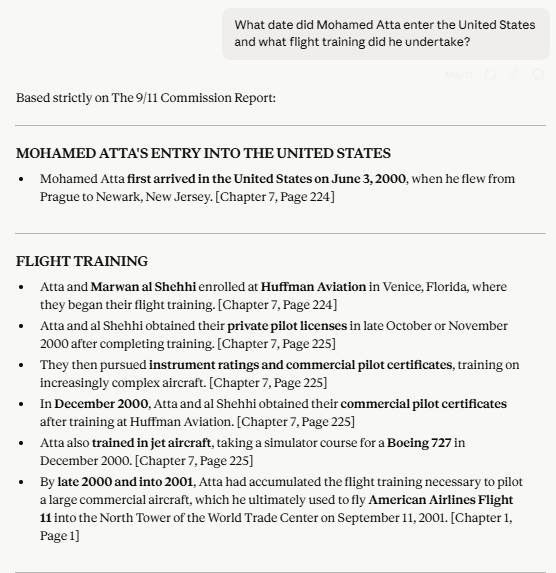 What date did Mohamed Atta enter the United States
and what flight training did he undertake?
May 11
Based strictly on The 9/11 Commission Report:
MOHAMED ATTA'S ENTRY INTO THE UNITED STATES
• Mohamed Atta first arrived in the United States on June 3, 2000, when he flew from
Prague to Newark, New Jersey. [Chapter 7, Page 224]
FLIGHT TRAINING
• Atta and Marwan al Shehhi enrolled at Huffman Aviation in Venice, Florida, where
they began their flight training. [Chapter 7, Page 224]
• Atta and al Shehhi obtained their private pilot licenses in late October or November
2000 after completing training. [Chapter 7, Page 225]
• They then pursued instrument ratings and commercial pilot certificates, training on
increasingly complex aircraft. [Chapter 7, Page 225]
• In December 2000, Atta and al Shehhi obtained their commercial pilot certificates
after training at Huffman Aviation. [Chapter 7, Page 225]
• Atta also trained in jet aircraft, taking a simulator course for a Boeing 727 in
December 2000. [Chapter 7, Page 225]
• By late 2000 and into 2001, Atta had accumulated the flight training necessary to pilot
a large commercial aircraft, which he ultimately used to fly American Airlines Flight
11 into the North Tower of the World Trade Center on September 11, 2001. [Chapter 1,
Page 1]